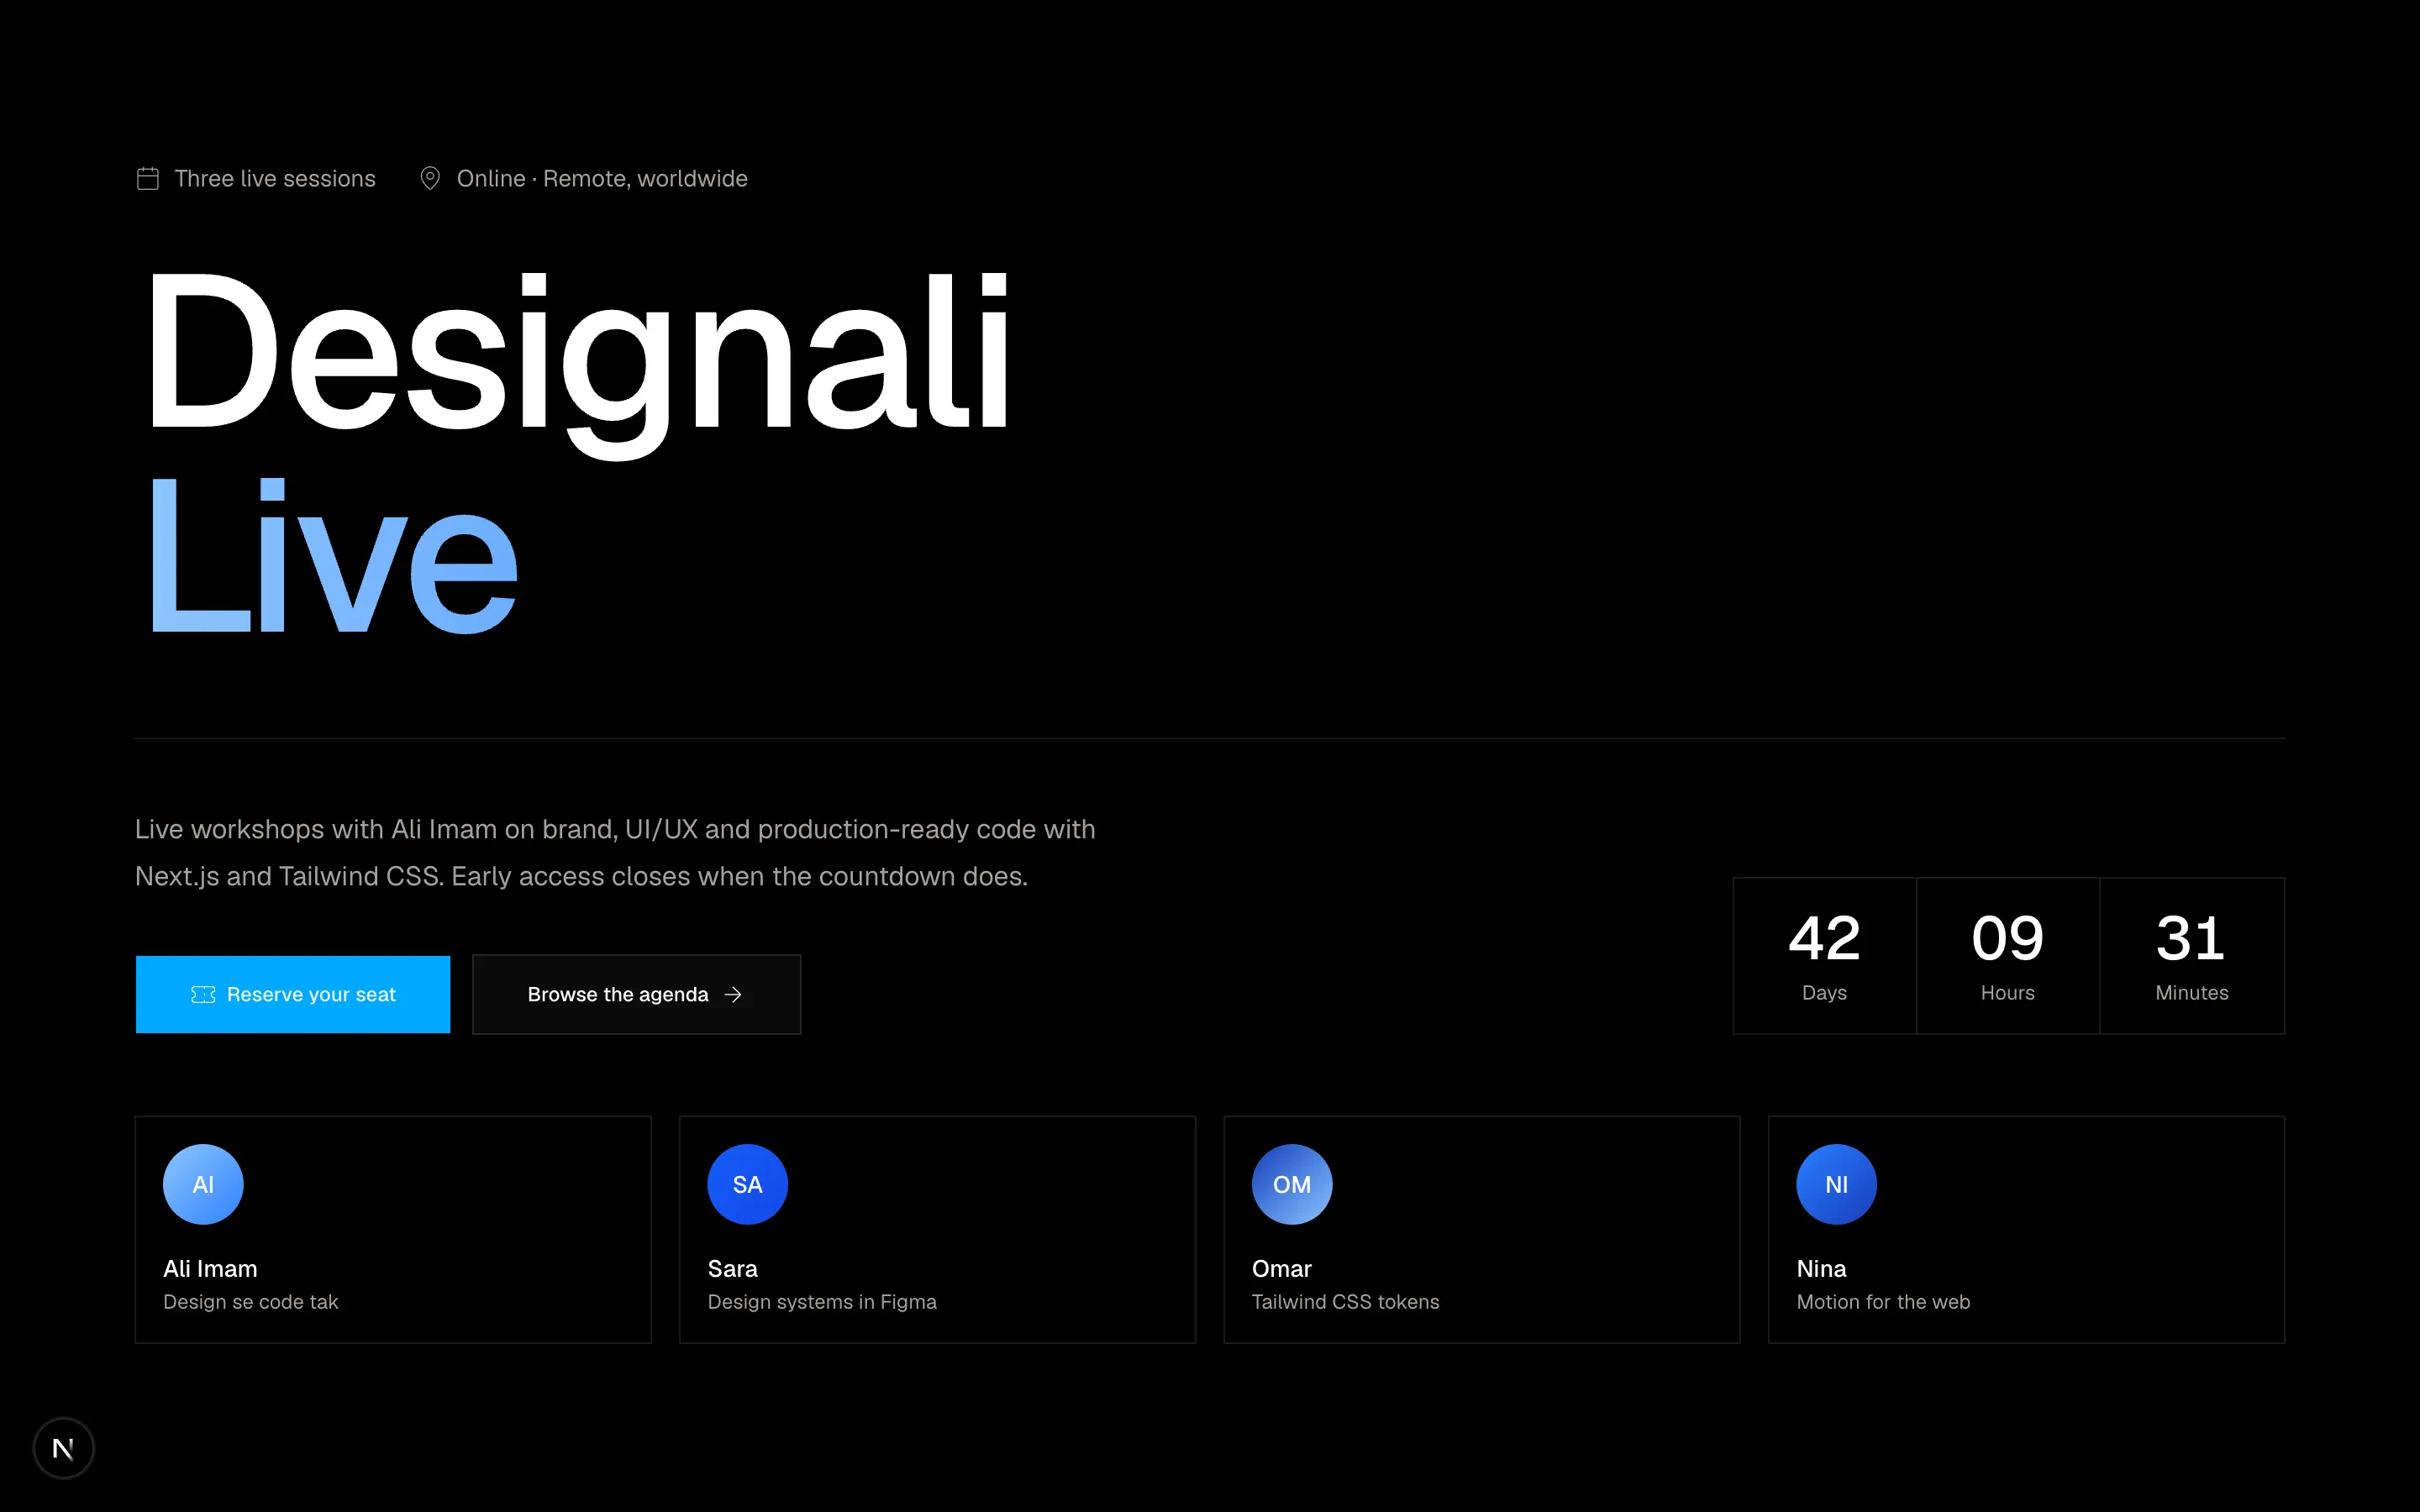 Three live sessions
Online · Remote, worldwide
Designali
Live
Live workshops with Ali Imam on brand, UI/UX and production-ready code with
Next.js and Tailwind CSS. Early access closes when the countdown does.
Reserve your seat
Browse the agenda
42
Days
09
Hours
31
Minutes
AI
Ali Imam
Design se code tak
SA
Sara
Design systems in Figma
OM
Omar
Tailwind CSS tokens
NI
Nina
Motion for the web
N